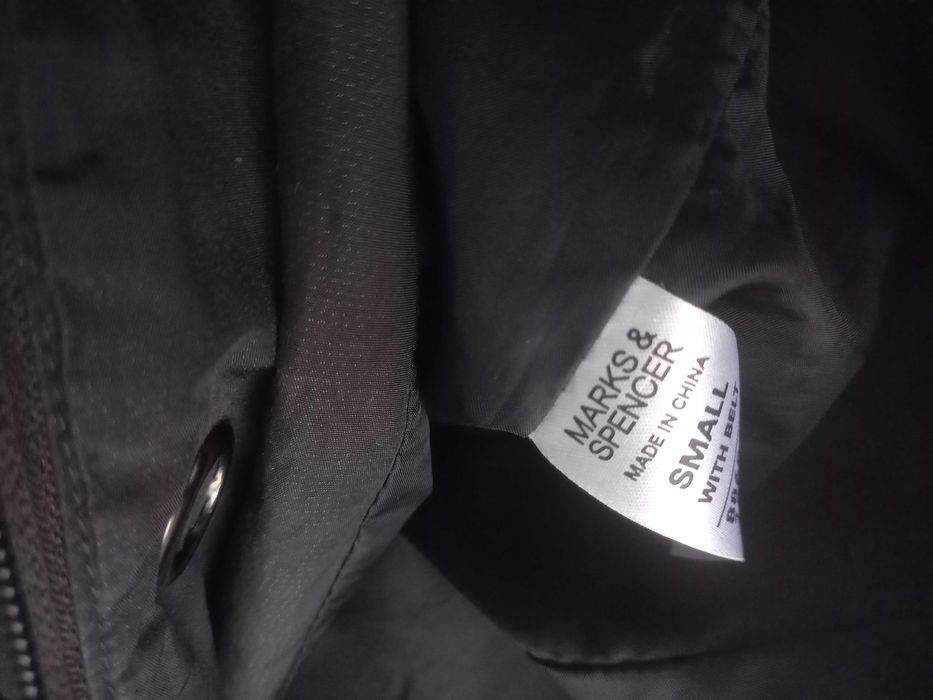 MARKS &
SPENCER
MADE IN CHINA
SMALL
WITH BELT